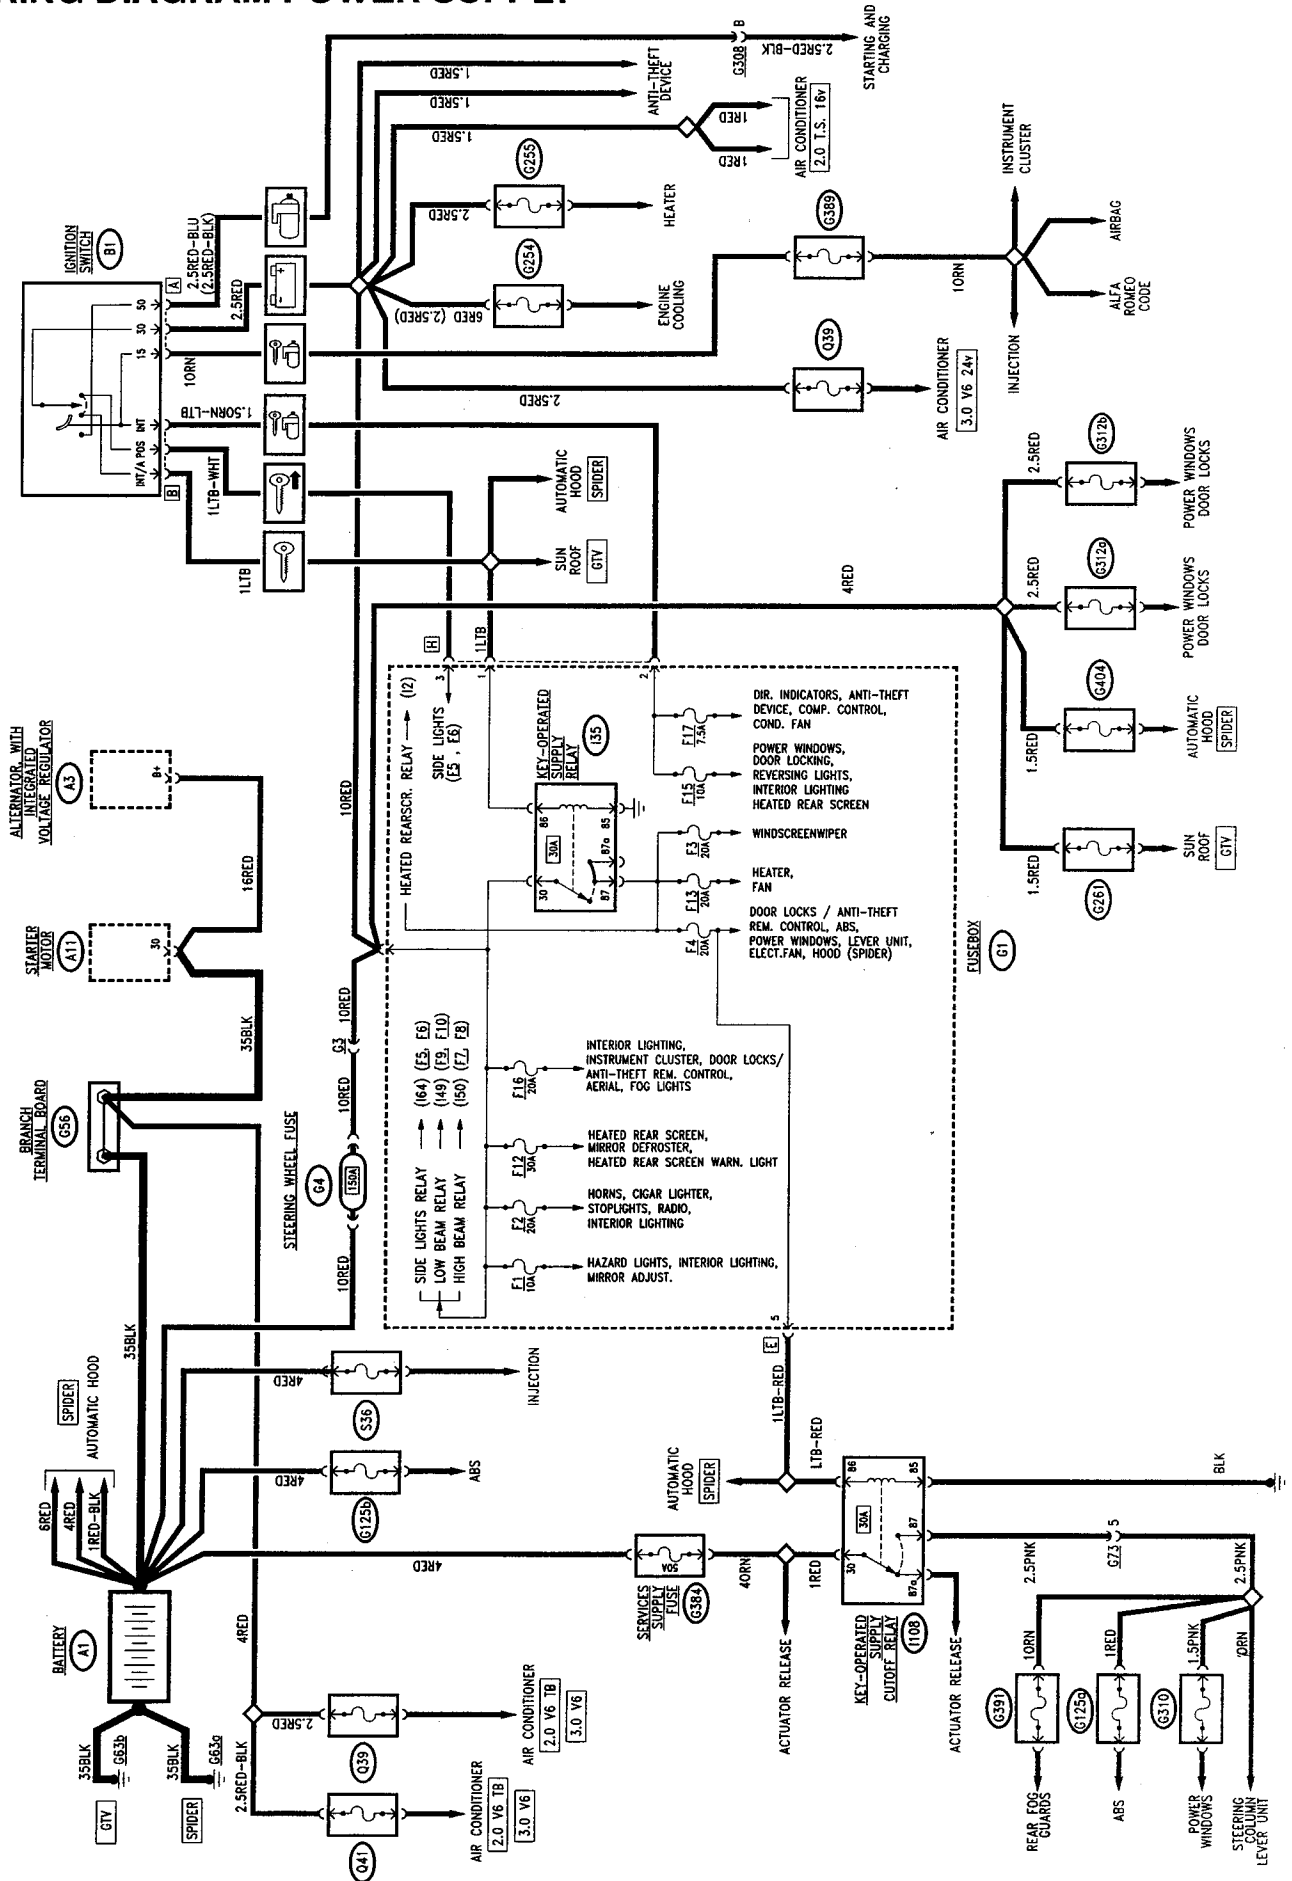 RING DIAGRAM POWER SUPPLY
IGNITION
SWITCH
B1
INT/A
POS
INT
15
30
50
B
A
1LTB
1LTB-WHT
1.5ORN-LTB
10RN
2.5RED
2.5RED-BLU
(2.5RED-BLK)
G308
B
2.5RED-BLK
STARTING AND
CHARGING
1.5RED
1.5RED
ANTI-THEFT
DEVICE
1.5RED
1RED
1RED
AIR CONDITIONER
2.0 T.S. 16v
2.5RED
G255
HEATER
6RED (2.5RED)
G254
ENGINE
COOLING
2.5RED
Q39
AIR CONDITIONER
3.0 V6 24v
G389
10RN
INSTRUMENT
CLUSTER
AIRBAG
ALFA
ROMEO
CODE
INJECTION
AUTOMATIC
HOOD
SPIDER
SUN
ROOF
GTV
1LTB
H
4RED
2.5RED
G312b
POWER WINDOWS
DOOR LOCKS
2.5RED
G312a
POWER WINDOWS
DOOR LOCKS
1.5RED
G404
AUTOMATIC
HOOD
SPIDER
1.5RED
G261
SUN
ROOF
GTV
ALTERNATOR WITH
INTEGRATED
VOLTAGE REGULATOR
A3
B+
16RED
STARTER
MOTOR
A11
30
35BLK
BRANCH
TERMINAL BOARD
G56
35BLK
10RED
G3
10RED
10RED
STEERING WHEEL FUSE
G4
150A
10RED
FUSEBOX
G1
HEATED REARSCR. RELAY
(I2)
3
SIDE LIGHTS
(F5 , F6)
1
2
KEY-OPERATED
SUPPLY
RELAY
I35
30A
86
85
30
87
87a
F17
7.5A
DIR. INDICATORS, ANTI-THEFT
DEVICE, COMP. CONTROL,
COND. FAN
F15
10A
POWER WINDOWS,
DOOR LOCKING,
REVERSING LIGHTS,
INTERIOR LIGHTING
HEATED REAR SCREEN
F3
20A
WINDSCREENWIPER
F13
20A
HEATER,
FAN
F4
20A
DOOR LOCKS / ANTI-THEFT
REM. CONTROL, ABS,
POWER WINDOWS, LEVER UNIT,
ELECT.FAN, HOOD (SPIDER)
SIDE LIGHTS RELAY (I64) (F5, F6)
LOW BEAM RELAY (I49) (F9, F10)
HIGH BEAM RELAY (I50) (F7, F8)
F16
20A
INTERIOR LIGHTING,
INSTRUMENT CLUSTER, DOOR LOCKS/
ANTI-THEFT REM. CONTROL,
AERIAL, FOG LIGHTS
F12
30A
HEATED REAR SCREEN,
MIRROR DEFROSTER,
HEATED REAR SCREEN WARN. LIGHT
F2
20A
HORNS, CIGAR LIGHTER,
STOPLIGHTS, RADIO,
INTERIOR LIGHTING
F1
10A
HAZARD LIGHTS, INTERIOR LIGHTING,
MIRROR ADJUST.
5
E
1LTB-RED
SPIDER
AUTOMATIC HOOD
6RED
4RED
1RED-BLK
BATTERY
A1
35BLK
G63b
GTV
35BLK
G63a
SPIDER
4RED
S36
INJECTION
4RED
G125b
ABS
4RED
SERVICES
SUPPLY
FUSE
G384
50A
4ORN
4RED
2.5RED
Q39
AIR CONDITIONER
2.0 V6 TB
3.0 V6
2.5RED-BLK
Q41
AIR CONDITIONER
2.0 V6 TB
3.0 V6
AUTOMATIC
HOOD
SPIDER
LTB-RED
1RED
ACTUATOR RELEASE
KEY-OPERATED
SUPPLY
CUTOFF RELAY
I108
30A
86
85
30
87
87a
BLK
ACTUATOR RELEASE
2.5PNK
G73
5
2.5PNK
10RN
G391
REAR FOG
GUARDS
1RED
G125a
ABS
1.5PNK
G310
POWER
WINDOWS
STEERING
COLUMN
LEVER UNIT